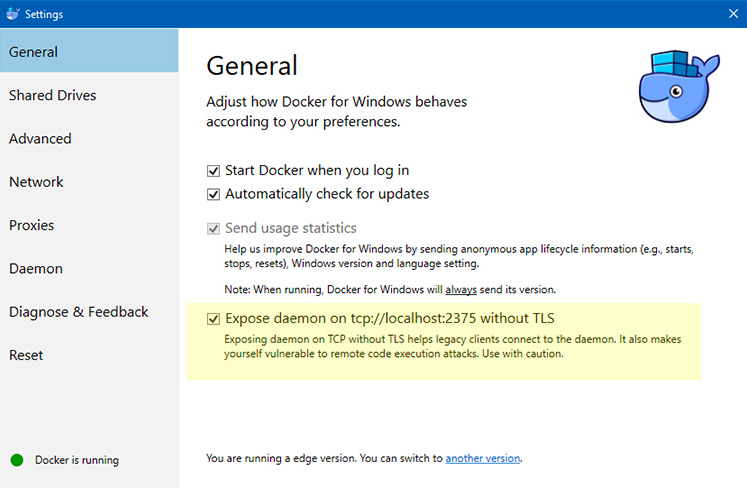 Settings
General
Shared Drives
Advanced
Network
Proxies
Daemon
Diagnose & Feedback
Reset
Docker is running
General
Adjust how Docker for Windows behaves
according to your preferences.
Start Docker when you log in
Automatically check for updates
Send usage statistics
Help us improve Docker for Windows by sending anonymous app lifecycle information (e.g., starts,
stops, resets), Windows version and language setting.
Note: When running, Docker for Windows will always send its version.
Expose daemon on tcp://localhost:2375 without TLS
Exposing daemon on TCP without TLS helps legacy clients connect to the daemon. It also makes
yourself vulnerable to remote code execution attacks. Use with caution.
You are running a edge version. You can switch to another version.